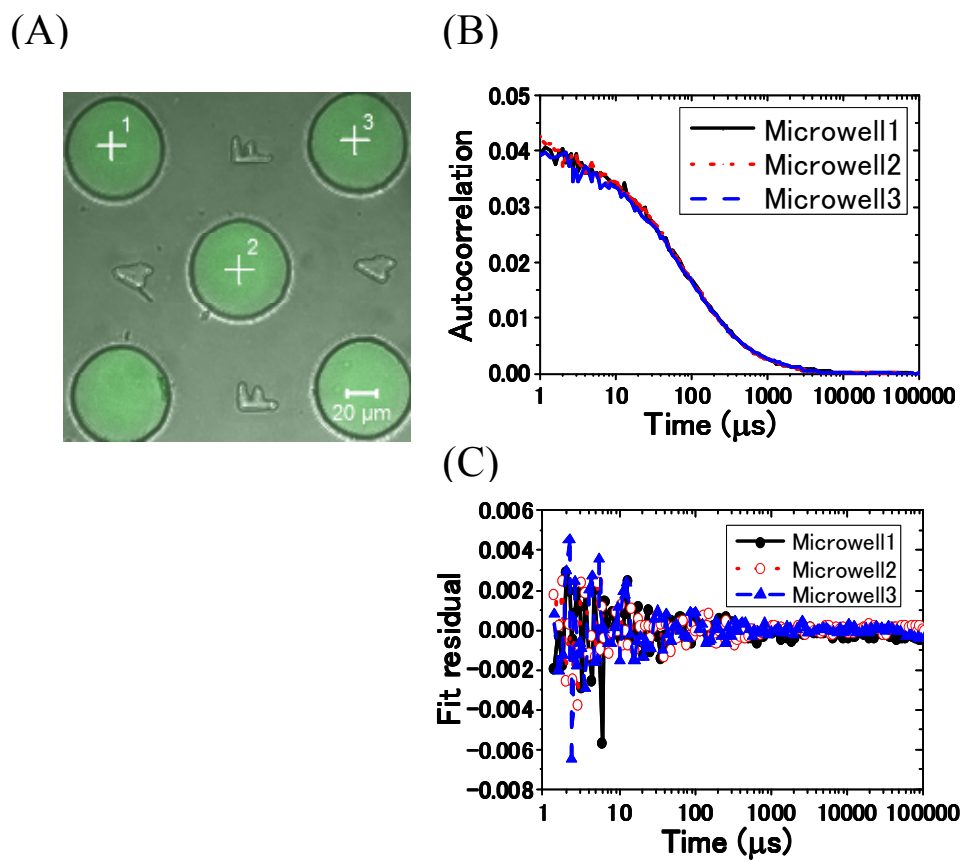 (A)
1
3
2
20 µm
(B)
0.05
0.04
0.03
0.02
0.01
0.00
Autocorrelation
Microwell1
Microwell2
Microwell3
1 10 100 1000 10000 100000
Time (µs)
(C)
0.006
0.004
0.002
0.000
−0.002
−0.004
−0.006
−0.008
Fit residual
Microwell1
Microwell2
Microwell3
1 10 100 1000 10000 100000
Time (µs)